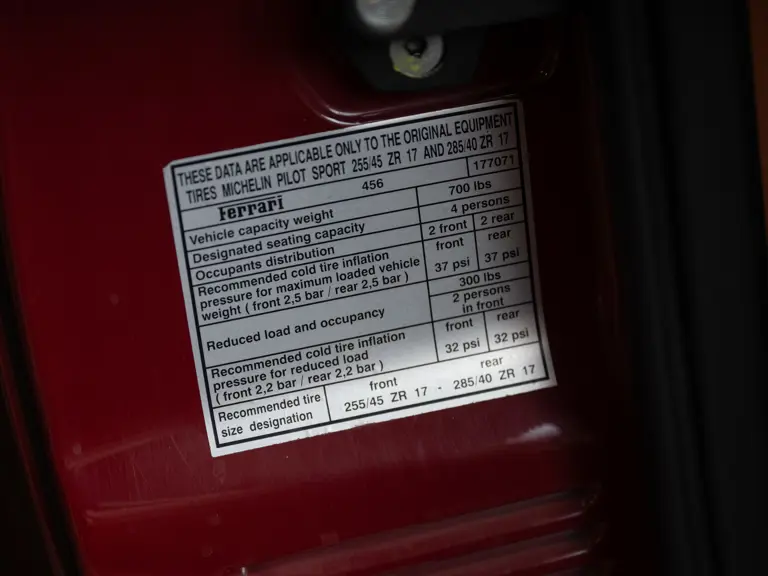 THESE DATA ARE APPLICABLE ONLY TO THE ORIGINAL EQUIPMENT
TIRES MICHELIN PILOT SPORT 255/45 ZR 17 AND 285/40 ZR 17
Ferrari 456 177071
Vehicle capacity weight 700 lbs
Designated seating capacity 4 persons
Occupants distribution 2 front 2 rear
Recommended cold tire inflation front rear
pressure for maximum loaded vehicle 37 psi 37 psi
weight ( front 2,5 bar / rear 2,5 bar )
300 lbs
Reduced load and occupancy 2 persons
in front
Recommended cold tire inflation front rear
pressure for reduced load 32 psi 32 psi
( front 2,2 bar / rear 2,2 bar )
Recommended tire front rear
size designation 255/45 ZR 17 - 285/40 ZR 17